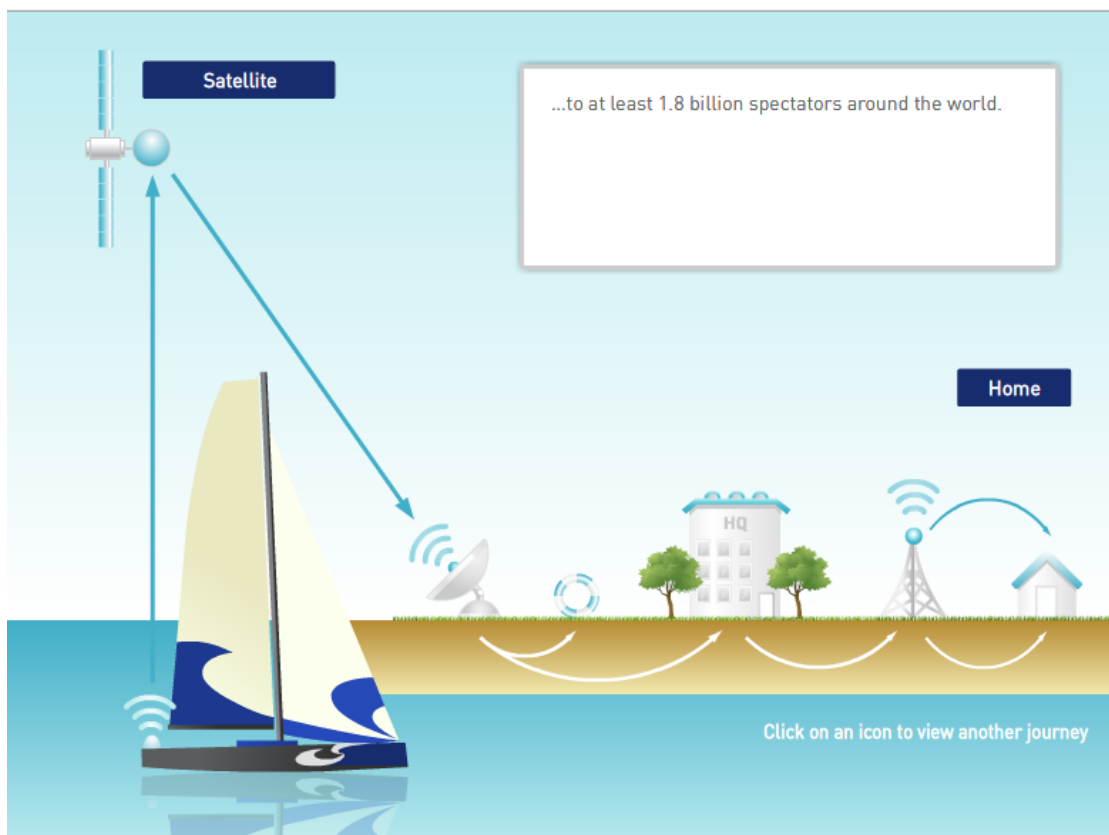 Satellite
...to at least 1.8 billion spectators around the world.
Home
HQ
Click on an icon to view another journey